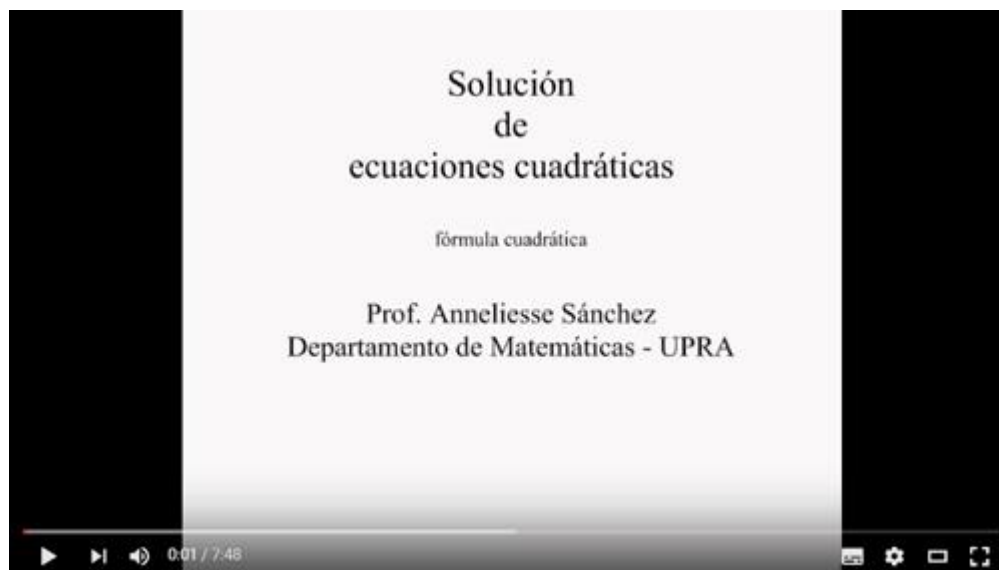 Solución
de
ecuaciones cuadráticas
fórmula cuadrática
Prof. Anneliesse Sánchez
Departamento de Matemáticas - UPRA
0:01 / 7:48